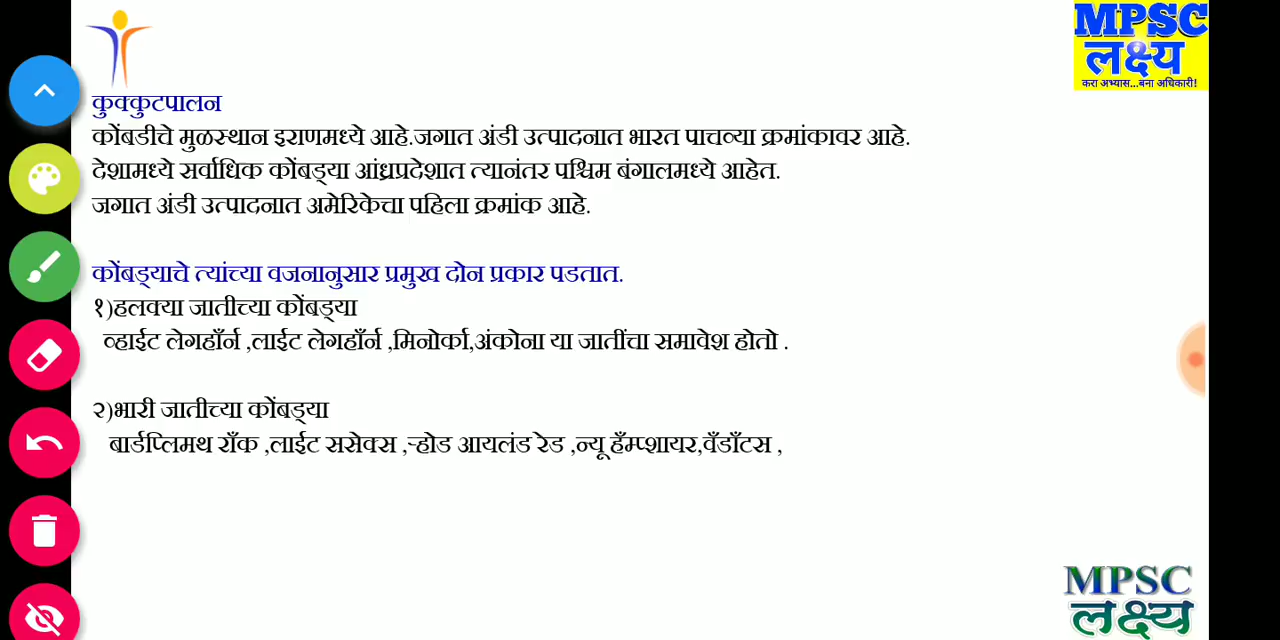 MPSC
लक्ष्य
करा अभ्यास...बना अधिकारी!
कुक्कुटपालन
कोंबडीचे मुळस्थान इराणमध्ये आहे.जगात अंडी उत्पादनात भारत पाचव्या क्रमांकावर आहे.
देशामध्ये सर्वाधिक कोंबड्या आंध्रप्रदेशात त्यानंतर पश्चिम बंगालमध्ये आहेत.
जगात अंडी उत्पादनात अमेरिकेचा पहिला क्रमांक आहे.
कोंबड्याचे त्यांच्या वजनानुसार प्रमुख दोन प्रकार पडतात.
१)हलक्या जातीच्या कोंबड्या
व्हाईट लेगहाँर्न ,लाईट लेगहाँर्न ,मिनोर्का,अंकोना या जातींचा समावेश होतो .
२)भारी जातीच्या कोंबड्या
बार्डप्लिमथ राँक ,लाईट ससेक्स ,ऱ्होड आयलंड रेड ,न्यू हँम्प्शायर,वँडाँटस ,
MPSC
लक्ष्य